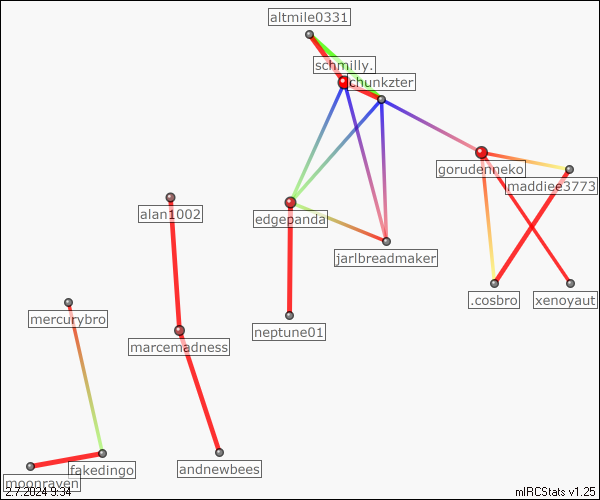 altmile0331
schmilly.
chunkzter
gorudenneko
maddiee3773
alan1002
edgepanda
jarlbreadmaker
.cosbro
xenoyaut
mercurybro
neptune01
marcemadness
fakedingo
andnewbees
moonraven
2.7.2024 9:34
mIRCStats v1.25